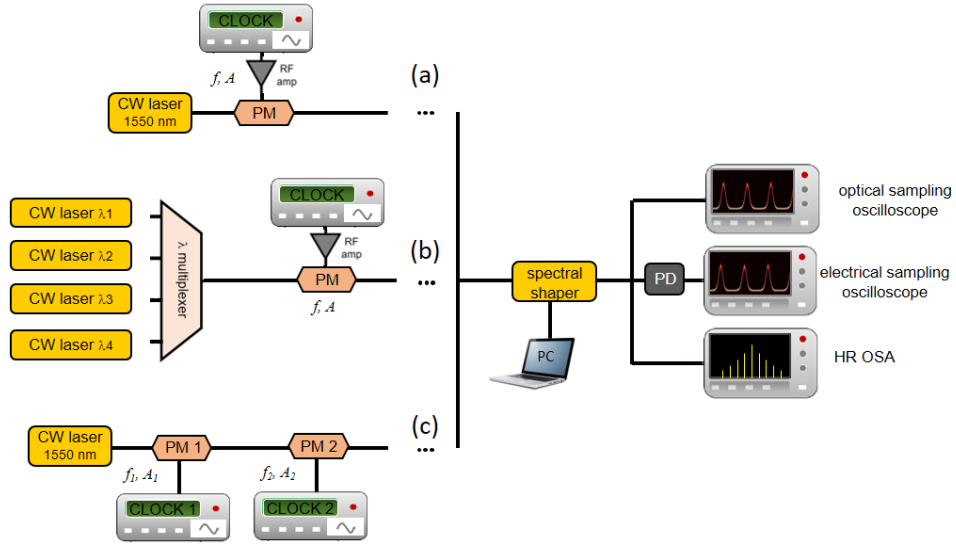 CLOCK
f, A
RF
amp
(a)
CW laser
1550 nm
PM
...
CLOCK
CW laser λ1
CW laser λ2
CW laser λ3
CW laser λ4
λ multiplexer
RF
amp
(b)
PM
...
f, A
spectral
shaper
PC
PD
optical sampling
oscilloscope
electrical sampling
oscilloscope
HR OSA
(c)
CW laser
1550 nm
PM 1
PM 2
...
f1, A1
f2, A2
CLOCK 1
CLOCK 2